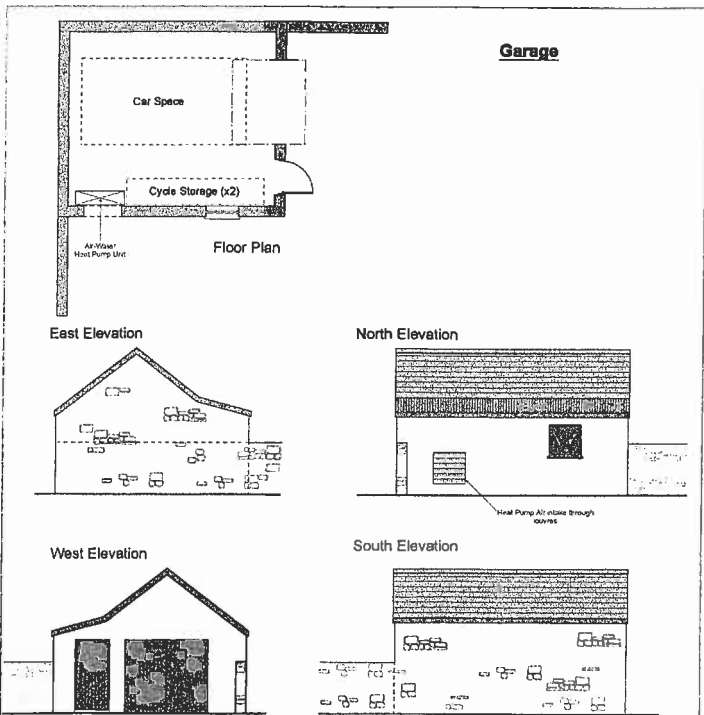 Garage
Car Space
Cycle Storage (x2)
Air-Water
Heat Pump Unit
Floor Plan
East Elevation
North Elevation
Heat Pump Air intake through
louvres
West Elevation
South Elevation